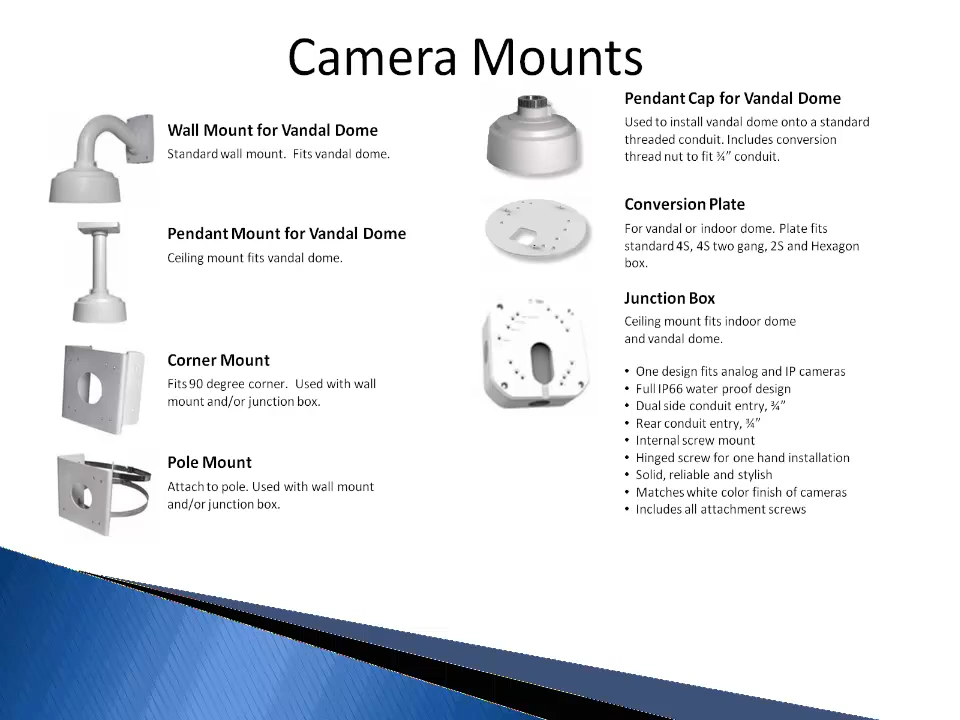 Camera Mounts
Wall Mount for Vandal Dome
Standard wall mount. Fits vandal dome.
Pendant Mount for Vandal Dome
Ceiling mount fits vandal dome.
Corner Mount
Fits 90 degree corner. Used with wall
mount and/or junction box.
Pole Mount
Attach to pole. Used with wall mount
and/or junction box.
Pendant Cap for Vandal Dome
Used to install vandal dome onto a standard
threaded conduit. Includes conversion
thread nut to fit ¾” conduit.
Conversion Plate
For vandal or indoor dome. Plate fits
standard 4S, 4S two gang, 2S and Hexagon
box.
Junction Box
Ceiling mount fits indoor dome
and vandal dome.
• One design fits analog and IP cameras
• Full IP66 water proof design
• Dual side conduit entry, ¾”
• Rear conduit entry, ¾”
• Internal screw mount
• Hinged screw for one hand installation
• Solid, reliable and stylish
• Matches white color finish of cameras
• Includes all attachment screws